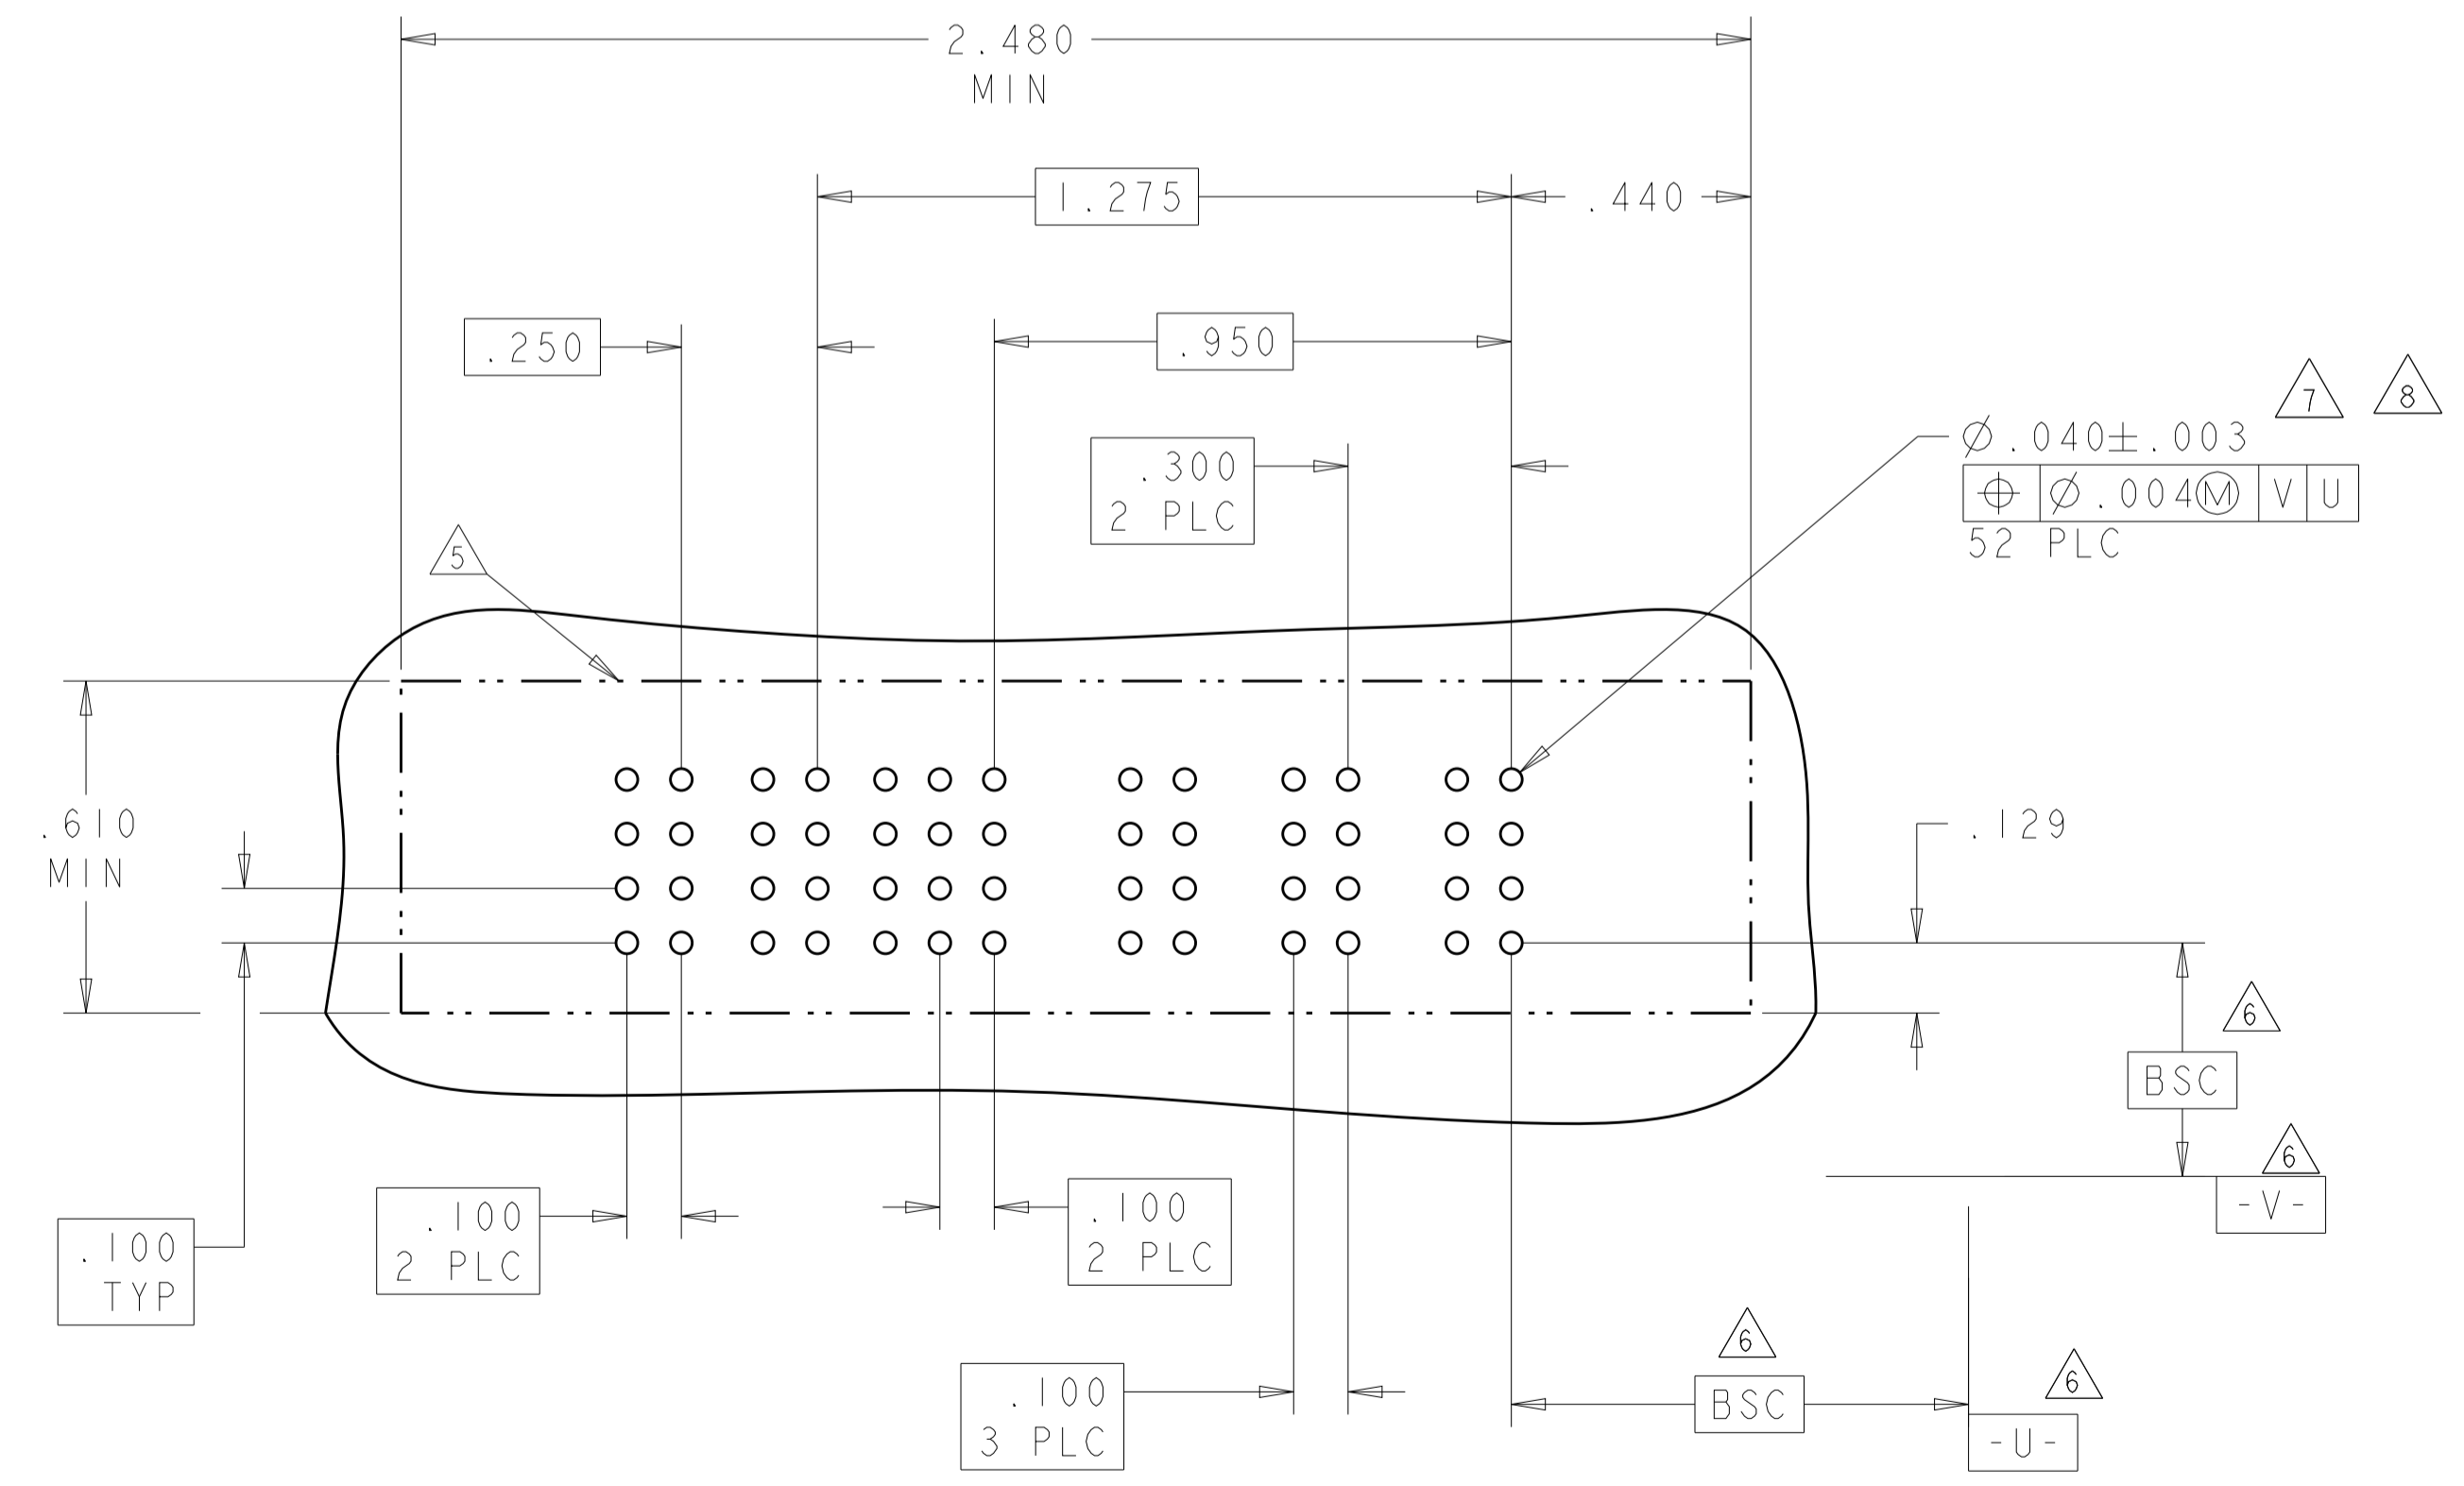 2.480
MIN
1.275
.440
.250
.950
7
8
.300
2 PLC
⌀.040±.003
⌖ ⌀.004Ⓜ V U
52 PLC
5
.610
MIN
.129
6
BSC
6
-V-
.100
TYP
.100
2 PLC
.100
2 PLC
6
.100
3 PLC
BSC
6
-U-